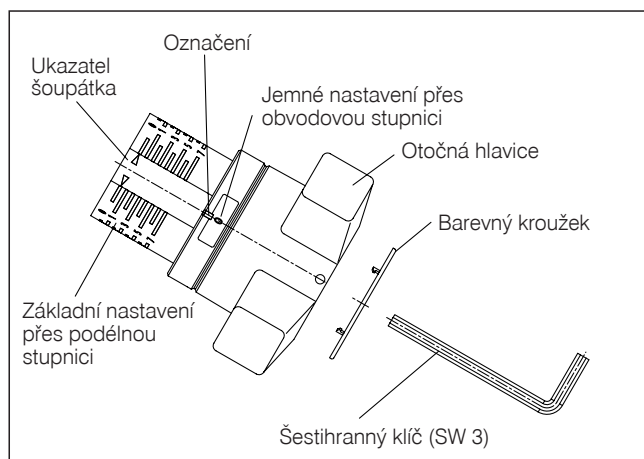 Označení
Ukazatel
šoupátka
Jemné nastavení přes
obvodovou stupnici
Otočná hlavice
Barevný kroužek
Základní nastavení
přes podélnou
stupnici
Šestihranný klíč (SW 3)